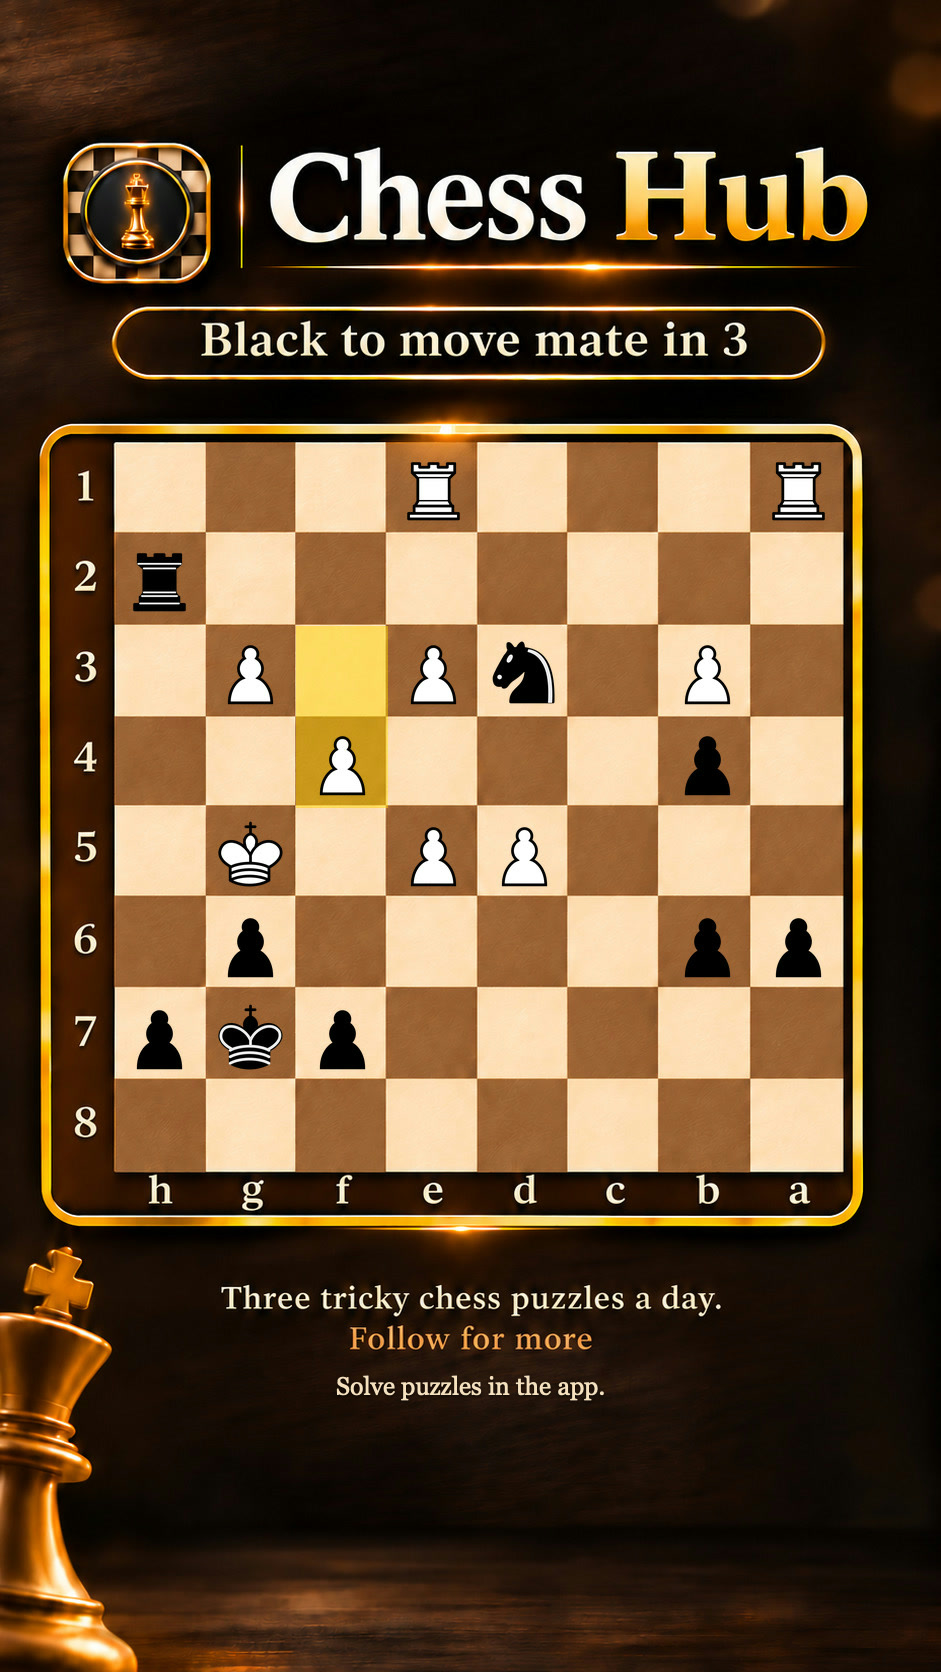 Chess Hub
Black to move mate in 3
1
2
3
4
5
6
7
8
h g f e d c b a
Three tricky chess puzzles a day.
Follow for more
Solve puzzles in the app.